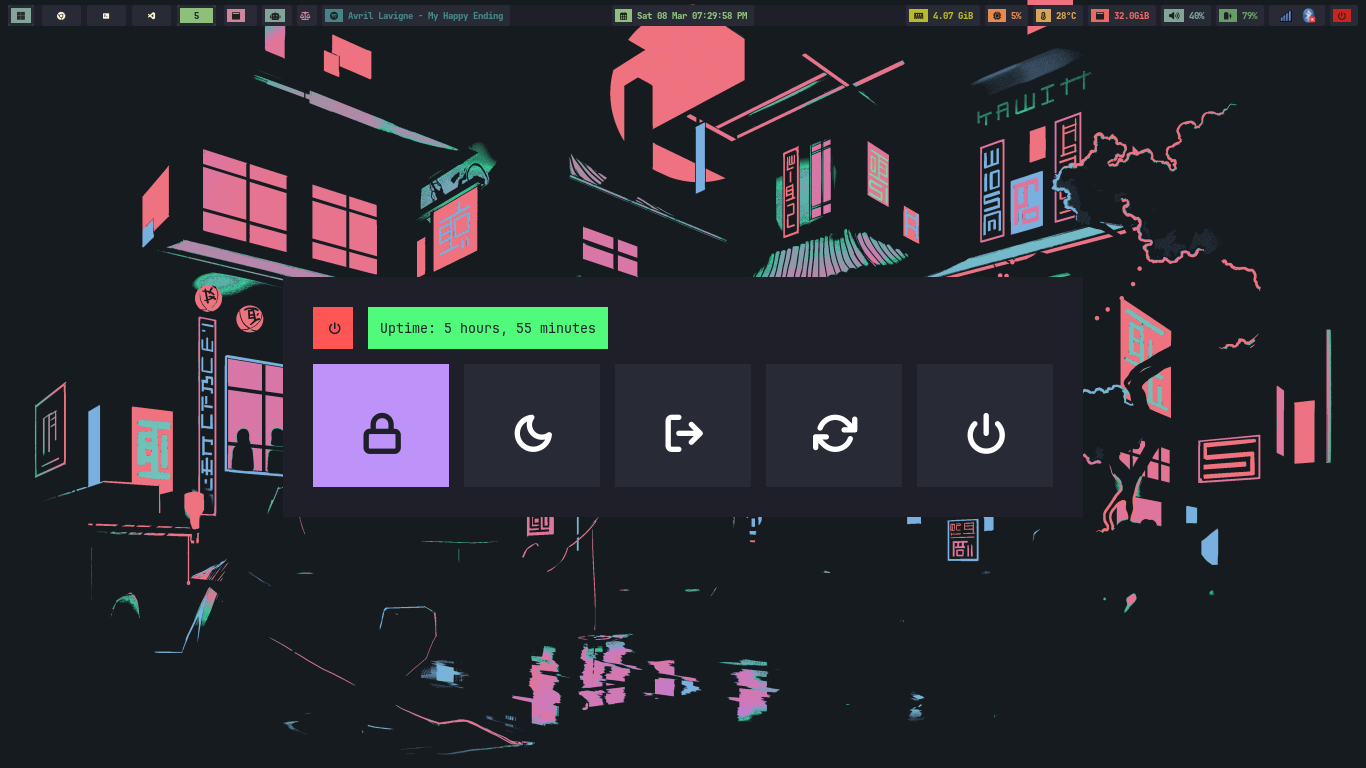 5
Avril Lavigne - My Happy Ending
Sat 08 Mar 07:29:58 PM
4.07 GiB
5%
28°C
32.0GiB
40%
79%
KAWITT
Uptime: 5 hours, 55 minutes